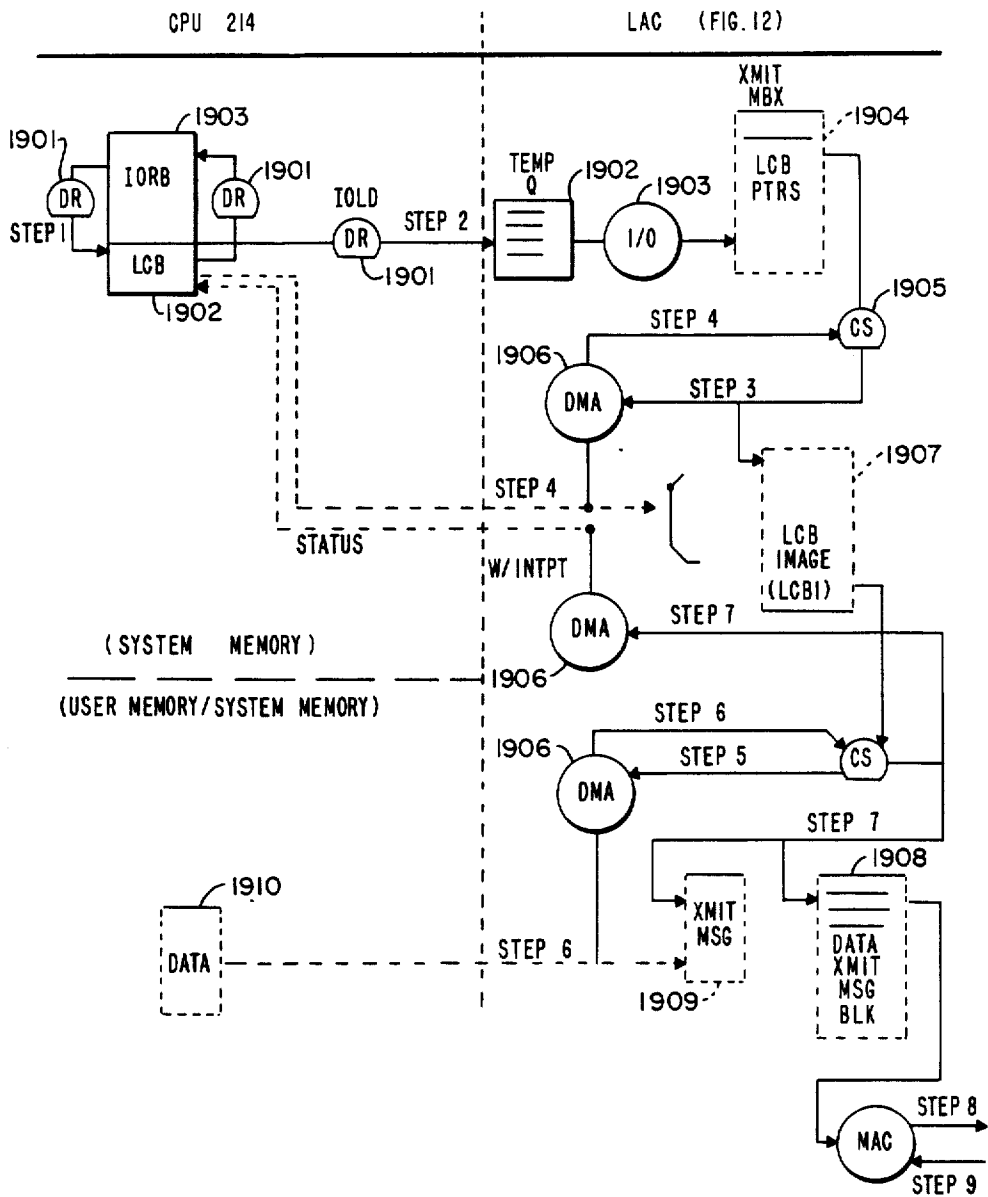 CPU 214
LAC (FIG.12)
XMIT
MBX
1903
1904
1901
1901
IORB
DR
DR
STEP 1
LCB
1902
IOLD
DR
1901
STEP 2
TEMP
Q
1902
1903
I/O
LCB
PTRS
1905
CS
STEP 4
1906
DMA
STEP 3
1907
STEP 4
STATUS
LCB
IMAGE
(LCBI)
W/INTPT
DMA
STEP 7
1906
(SYSTEM MEMORY)
(USER MEMORY/SYSTEM MEMORY)
STEP 6
1906
STEP 5
CS
DMA
STEP 7
1908
1910
DATA
STEP 6
XMIT
MSG
1909
DATA
XMIT
MSG
BLK
MAC
STEP 8
STEP 9